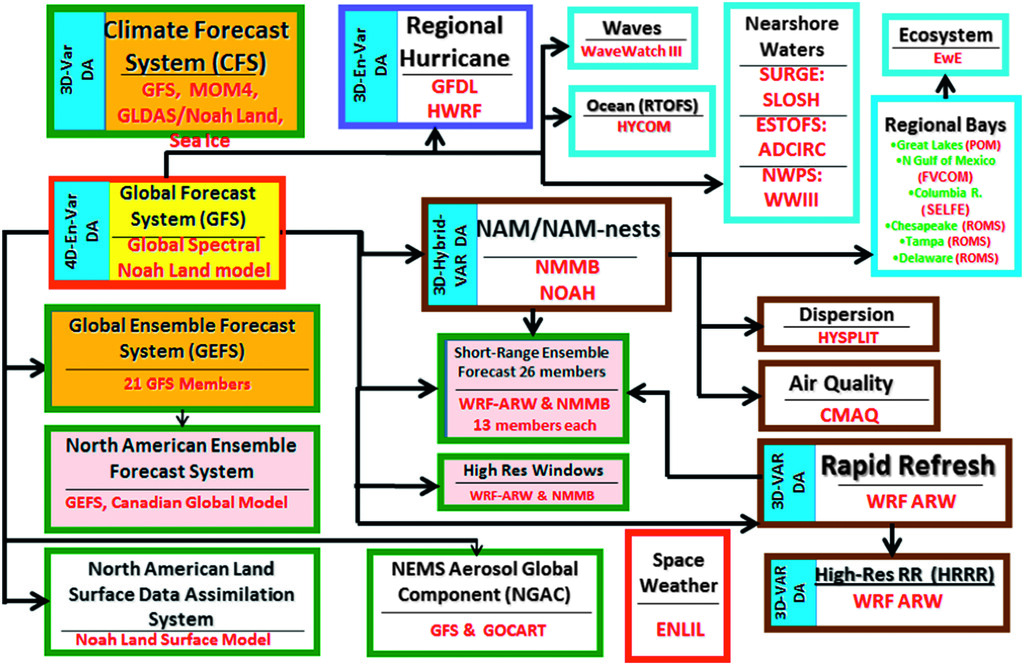 3D-Var
DA
Climate Forecast
System (CFS)
GFS, MOM4,
GLDAS/Noah Land,
Sea Ice
3D-En-Var
DA
Regional
Hurricane
GFDL
HWRF
Waves
WaveWatch III
Ocean (RTOFS)
HYCOM
Nearshore
Waters
SURGE:
SLOSH
ESTOFS:
ADCIRC
NWPS:
WWIII
Ecosystem
EwE
Regional Bays
•Great Lakes (POM)
•N Gulf of Mexico
(FVCOM)
•Columbia R.
(SELFE)
•Chesapeake (ROMS)
•Tampa (ROMS)
•Delaware (ROMS)
4D-En-Var
DA
Global Forecast
System (GFS)
Global Spectral
Noah Land model
3D-Hybrid-
VAR DA
NAM/NAM-nests
NMMB
NOAH
Global Ensemble Forecast
System (GEFS)
21 GFS Members
Short-Range Ensemble
Forecast 26 members
WRF-ARW & NMMB
13 members each
Dispersion
HYSPLIT
Air Quality
CMAQ
North American Ensemble
Forecast System
GEFS, Canadian Global Model
High Res Windows
WRF-ARW & NMMB
3D-VAR
DA
Rapid Refresh
WRF ARW
North American Land
Surface Data Assimilation
System
Noah Land Surface Model
NEMS Aerosol Global
Component (NGAC)
GFS & GOCART
Space
Weather
ENLIL
3D-VAR
DA
High-Res RR (HRRR)
WRF ARW